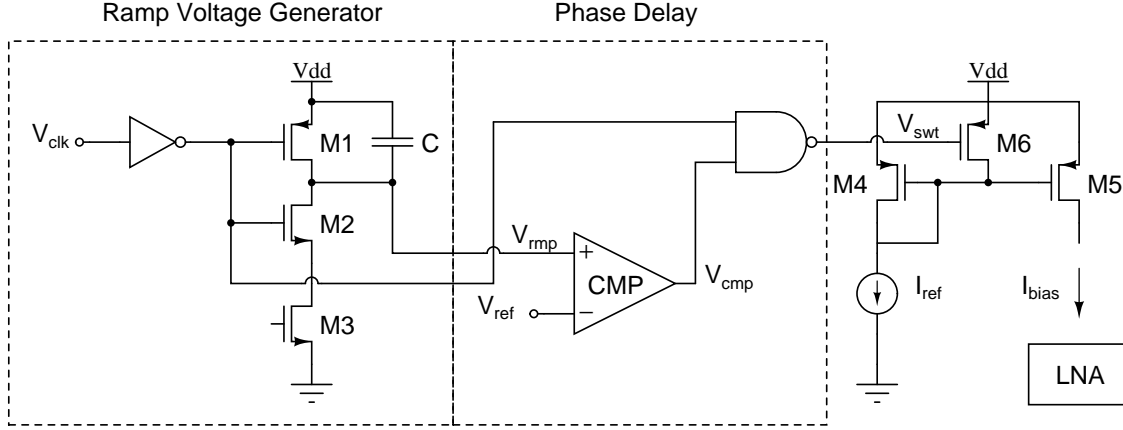 Ramp Voltage Generator
Phase Delay
Vdd
Vdd
Vclk
M1
C
Vswt
M6
M4
M5
M2
Vrmp
CMP
Vcmp
Vref
Iref
Ibias
M3
LNA